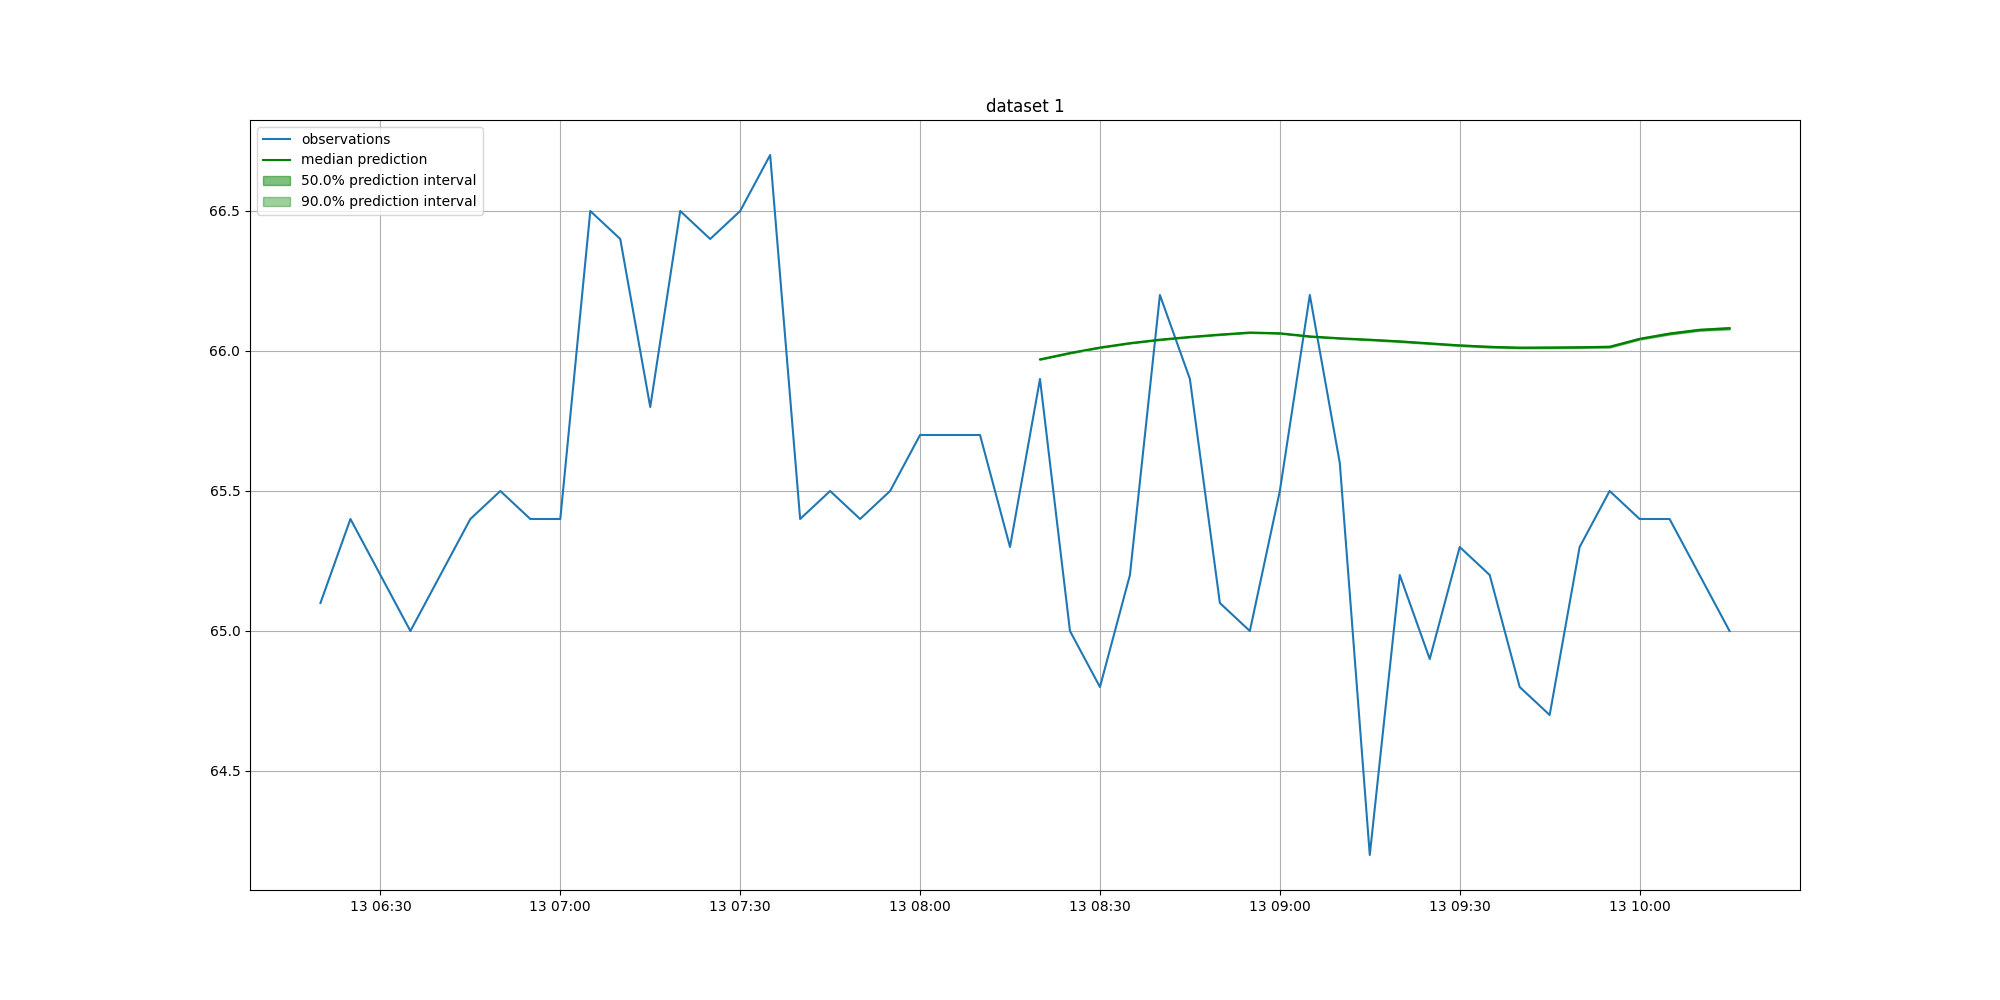 dataset 1
observations
median prediction
50.0% prediction interval
90.0% prediction interval
66.5
66.0
65.5
65.0
64.5
13 06:30 13 07:00 13 07:30 13 08:00 13 08:30 13 09:00 13 09:30 13 10:00